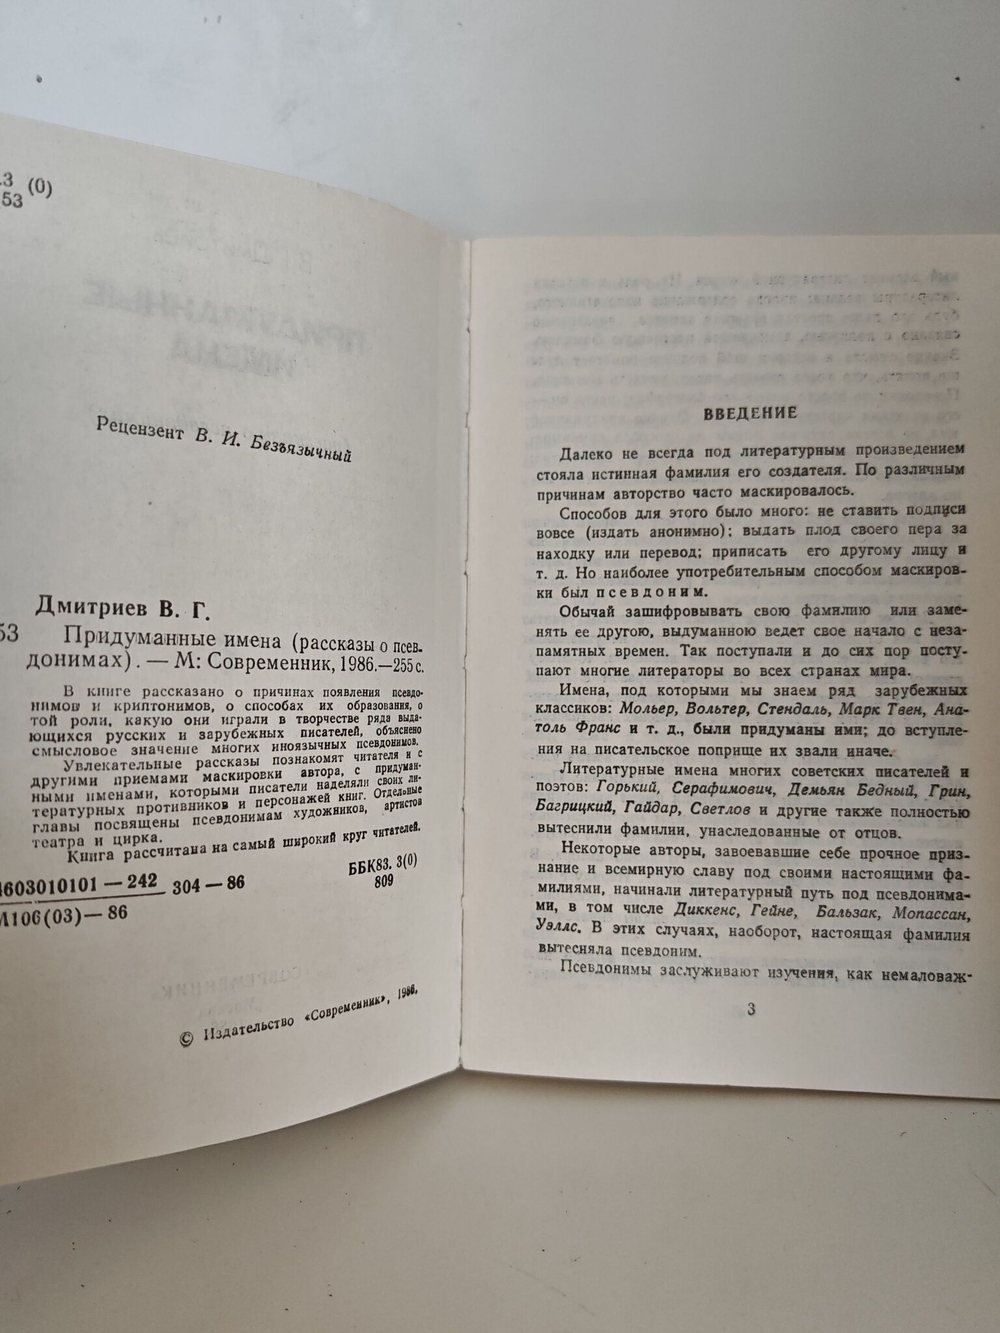 .3 (0)
53
Рецензент В. И. Безъязычный
Дмитриев В. Г.
53 Придуманные имена (рассказы о псев-
донимах). — М: Современник, 1986.—255 с.
В книге рассказано о причинах появления псевдо-
нимов и криптонимов, о способах их образования, о
той роли, какую они играли в творчестве ряда выда-
ющихся русских и зарубежных писателей, объяснено
смысловое значение многих иноязычных псевдонимов.
Увлекательные рассказы познакомят читателя и с
другими приемами маскировки автора, с придуман-
ными именами, которыми писатели наделяли своих ли-
тературных противников и персонажей книг. Отдельные
главы посвящены псевдонимам художников, артистов
театра и цирка.
Книга рассчитана на самый широкий круг читателей.
4603010101 — 242 304 — 86
М106(03) — 86
ББК83. 3(0)
809
© Издательство «Современник», 1986.
ВВЕДЕНИЕ
Далеко не всегда под литературным произведением
стояла истинная фамилия его создателя. По различным
причинам авторство часто маскировалось.
Способов для этого было много: не ставить подписи
вовсе (издать анонимно); выдать плод своего пера за
находку или перевод; приписать его другому лицу и
т. д. Но наиболее употребительным способом маскиров-
ки был псевдоним.
Обычай зашифровывать свою фамилию или заме-
нять ее другою, выдуманною ведет свое начало с неза-
памятных времен. Так поступали и до сих пор посту-
пают многие литераторы во всех странах мира.
Имена, под которыми мы знаем ряд зарубежных
классиков: Мольер, Вольтер, Стендаль, Марк Твен, Ана-
толь Франс и т. д., были придуманы ими; до вступле-
ния на писательское поприще их звали иначе.
Литературные имена многих советских писателей и
поэтов: Горький, Серафимович, Демьян Бедный, Грин,
Багрицкий, Гайдар, Светлов и другие также полностью
вытеснили фамилии, унаследованные от отцов.
Некоторые авторы, завоевавшие себе прочное приз-
нание и всемирную славу под своими настоящими фа-
милиями, начинали литературный путь под псевдонима-
ми, в том числе Диккенс, Гейне, Бальзак, Мопассан,
Уэллс. В этих случаях, наоборот, настоящая фамилия
вытесняла псевдоним.
Псевдонимы заслуживают изучения, как немаловаж-
3